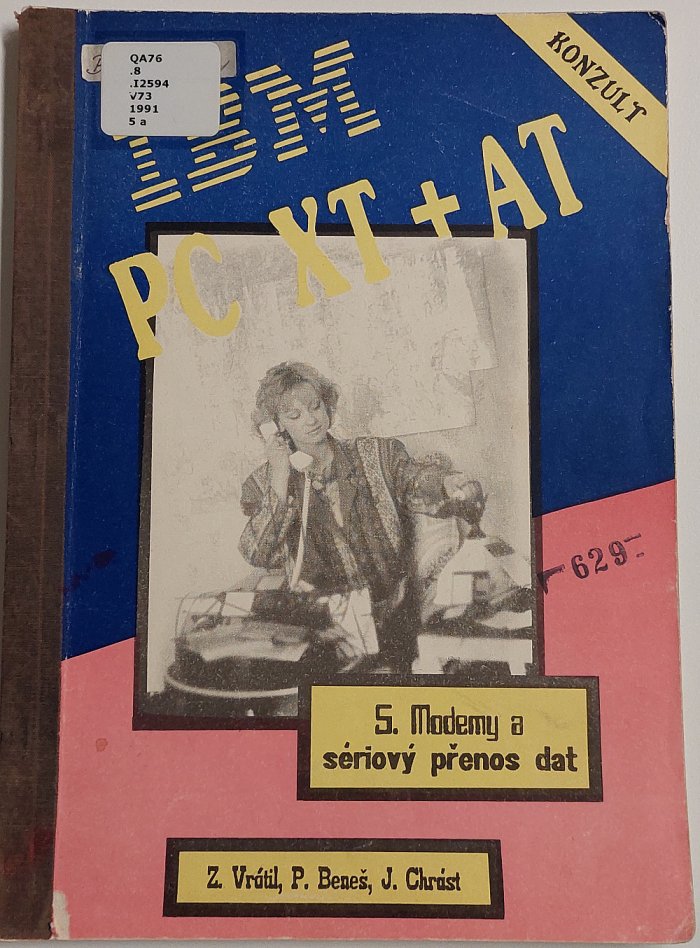 QA76
.8
.I2594
V73
1991
5 a
KONZULT
IBM
PC XT + AT
629
5. Modemy a
sériový přenos dat
Z. Vrátil, P. Beneš, J. Chrást